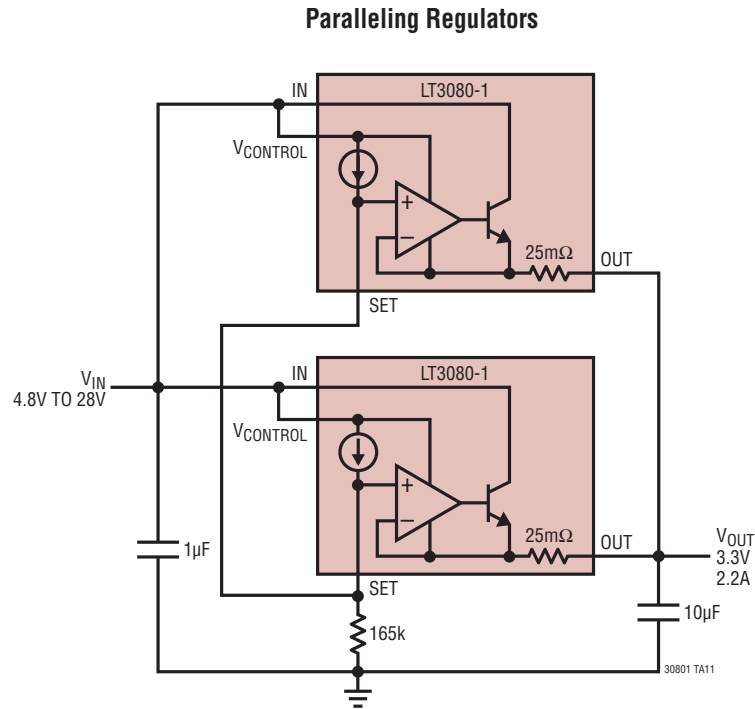 Paralleling Regulators
IN
LT3080-1
VCONTROL
+
–
25mΩ
OUT
SET
VIN
4.8V TO 28V
IN
LT3080-1
VCONTROL
+
–
25mΩ
OUT
VOUT
3.3V
2.2A
1µF
SET
165k
10µF
30801 TA11